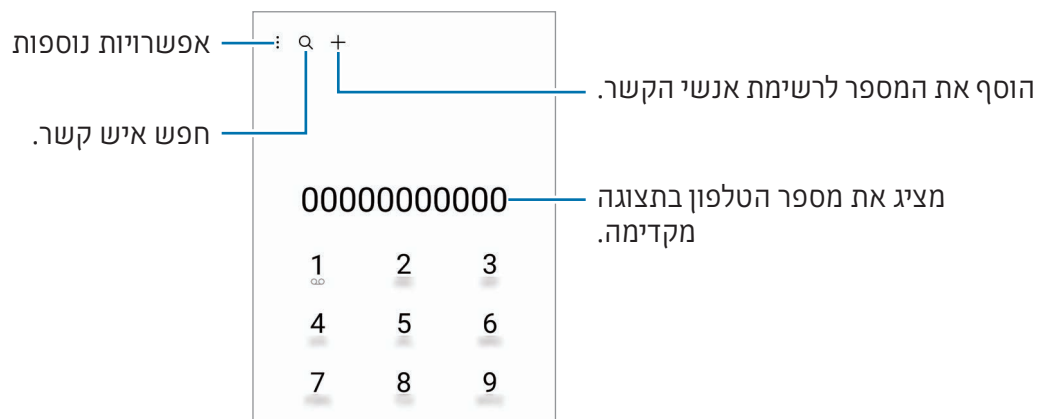 אפשרויות נוספות
הוסף את המספר לרשימת אנשי הקשר.
חפש איש קשר.
00000000000
מציג את מספר הטלפון בתצוגה
מקדימה.
1 2 3
4 5 6
7 8 9